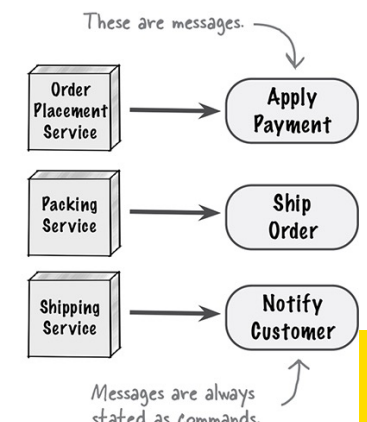 These are messages.
Order
Placement
Service
Apply
Payment
Packing
Service
Ship
Order
Shipping
Service
Notify
Customer
Messages are always
stated as commands.